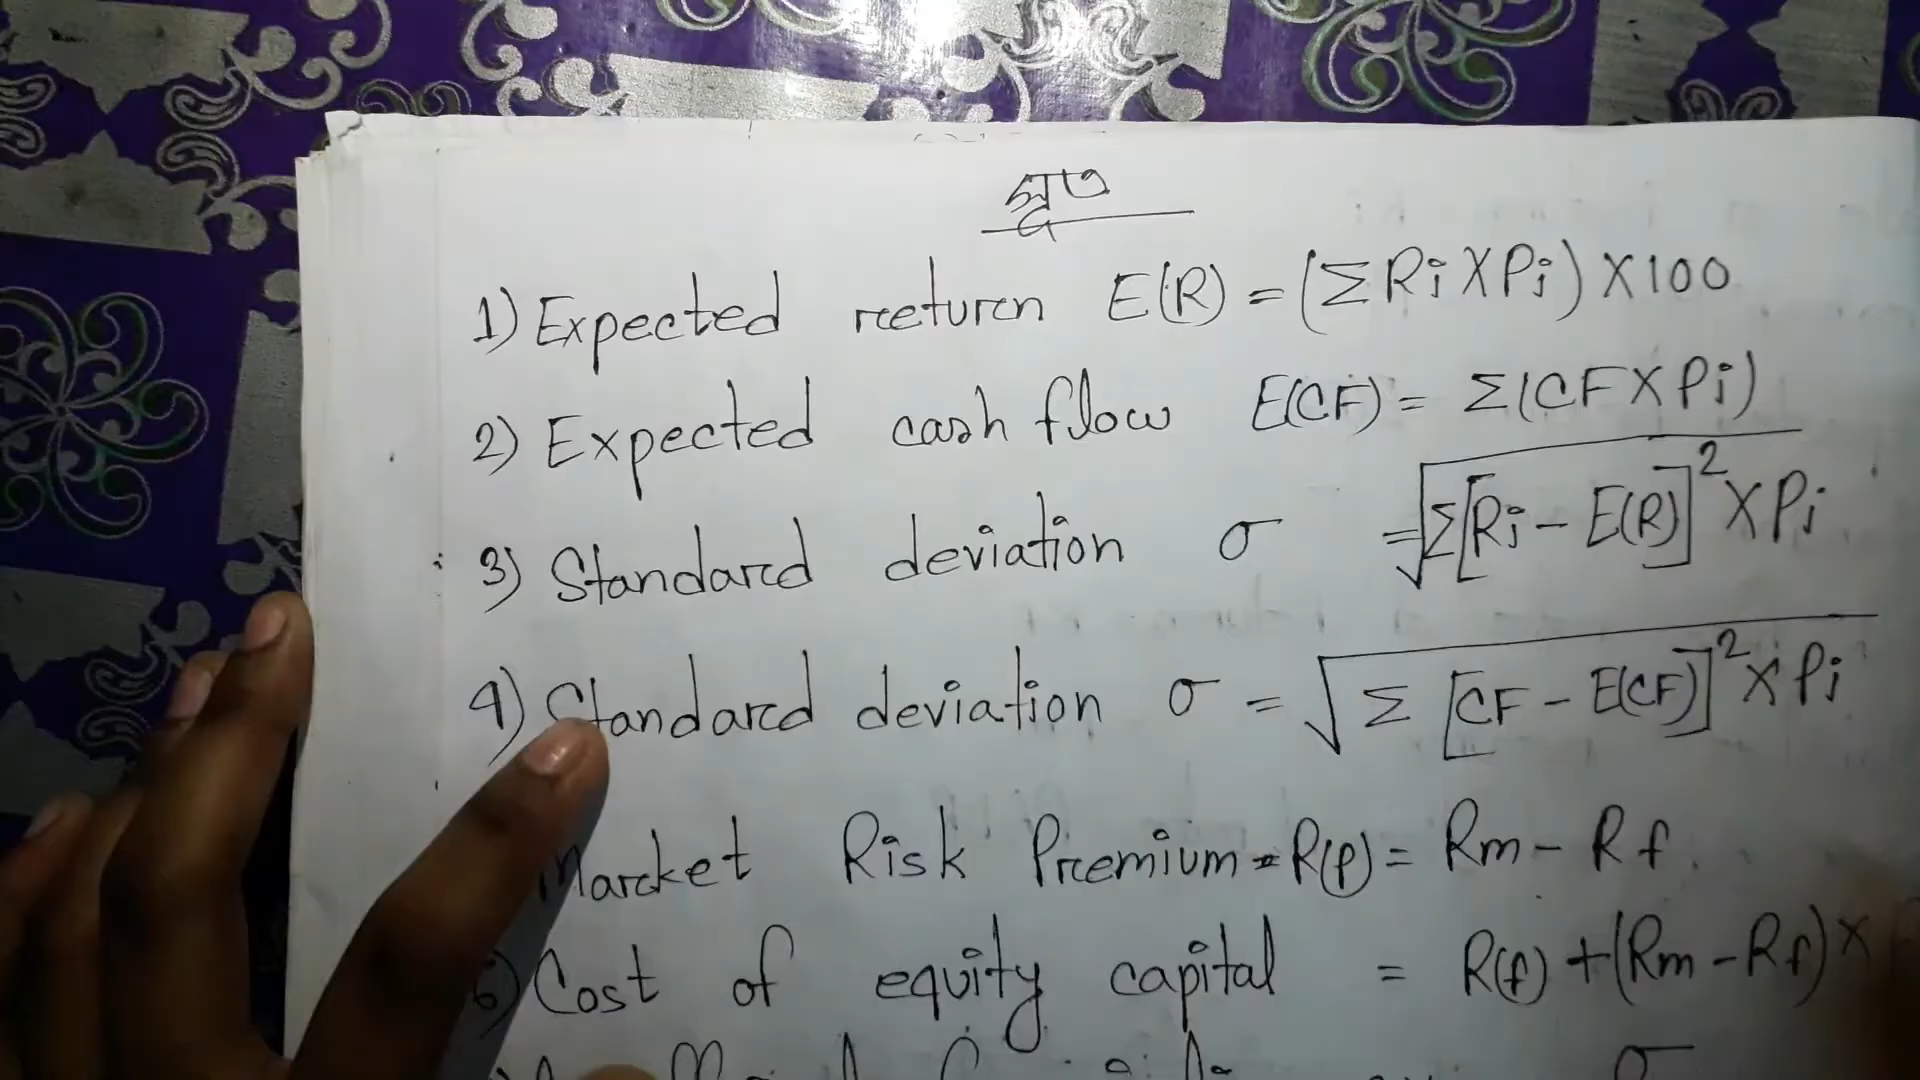 সূত্র
1) Expected return E(R) = (ΣRi X Pi) X 100
2) Expected cash flow E(CF) = Σ(CF X Pi)
3) Standard deviation σ = √Σ[Ri - E(R)]² X Pi
4) Standard deviation σ = √Σ [CF - E(CF)]² X Pi
Market Risk Premium = R(P) = Rm - Rf
6) Cost of equity capital = R(f) + (Rm - Rf) X